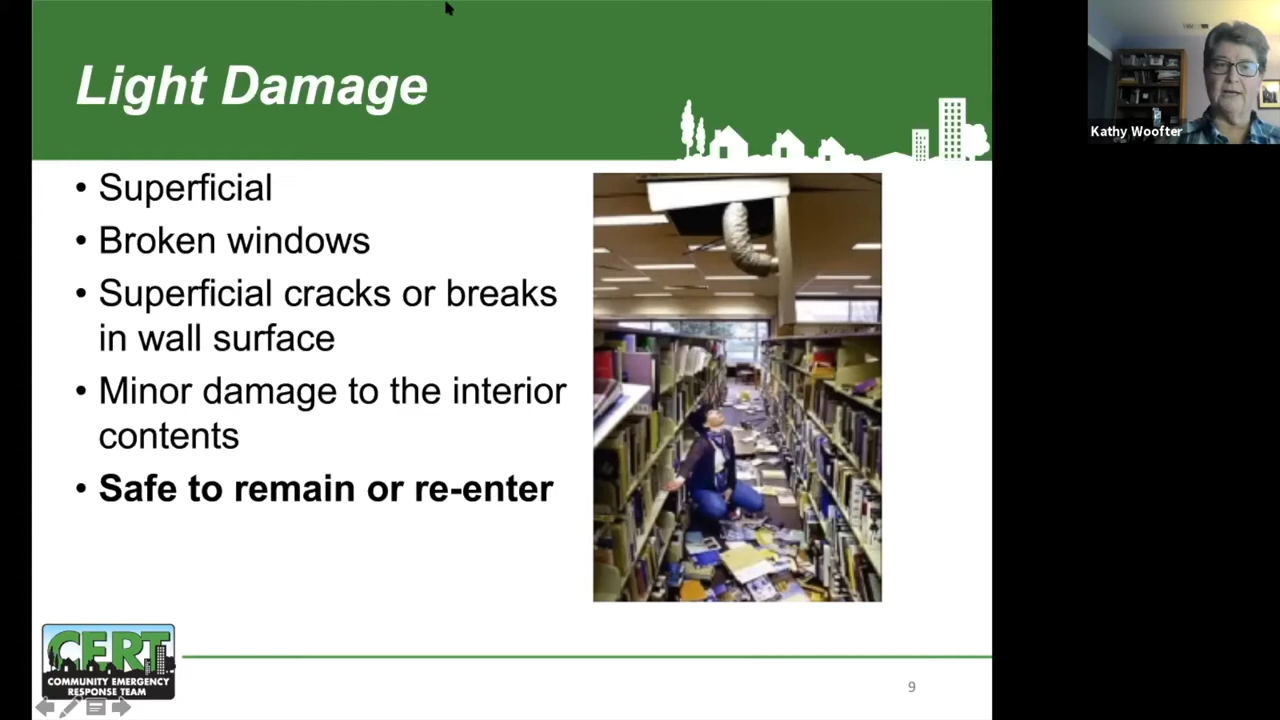 Light Damage
Kathy Woofter
• Superficial
• Broken windows
• Superficial cracks or breaks
in wall surface
• Minor damage to the interior
contents
• Safe to remain or re-enter
CERT
COMMUNITY EMERGENCY
RESPONSE TEAM
9